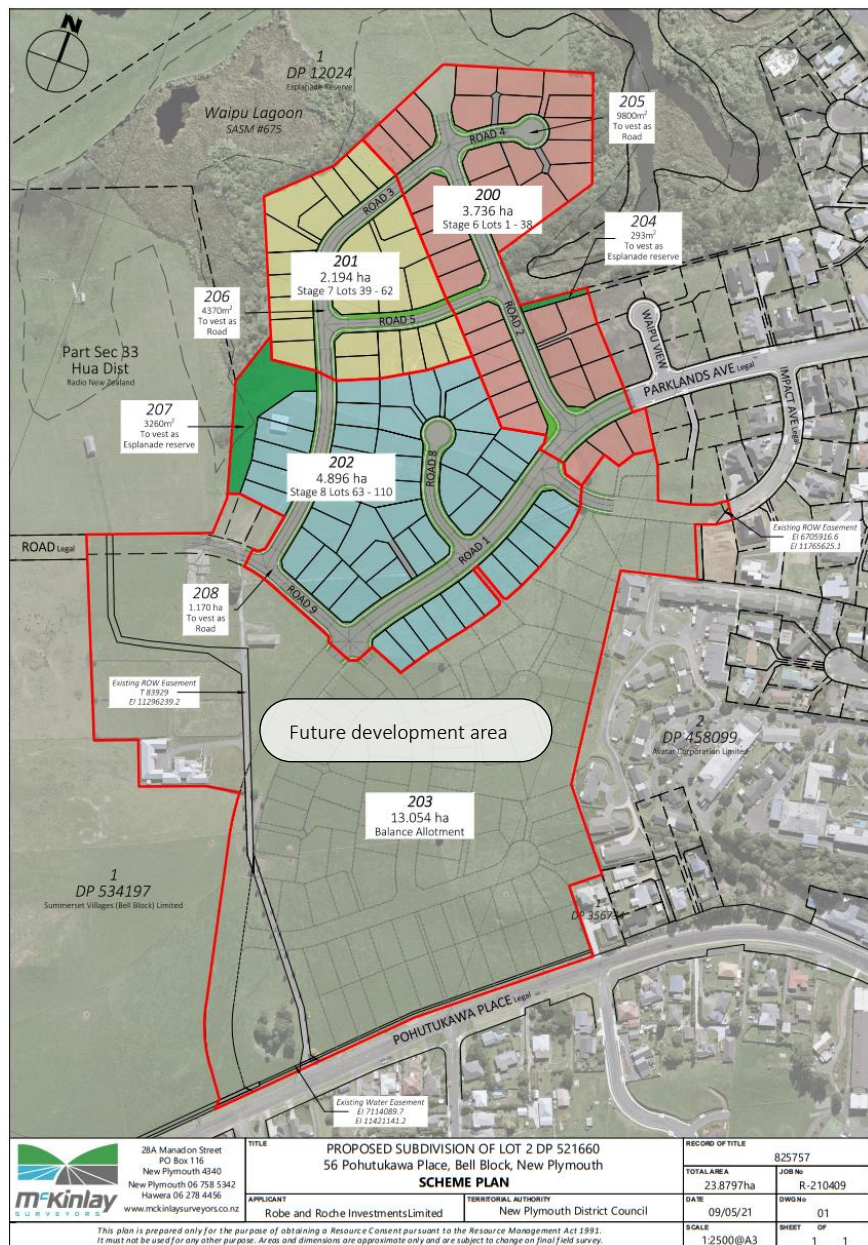 N
1
DP 12024
Esplanade Reserve
Waipu Lagoon
SASM #675
205
9800m²
To vest as
Road
ROAD 4
200
3.736 ha
Stage 6 Lots 1 - 38
ROAD 3
204
293m²
To vest as
Esplanade reserve
201
2.194 ha
Stage 7 Lots 39 - 62
206
4370m²
To vest as
Road
ROAD 5
ROAD 2
WAIPU VIEW
PARKLANDS AVE Legal
IMPACT AVE Legal
Part Sec 33
Hua Dist
Radio New Zealand
207
3260m²
To vest as
Esplanade reserve
202
4.896 ha
Stage 8 Lots 63 - 110
ROAD 8
ROAD 1
Existing ROW Easement
EI 6705916.6
EI 11765625.1
ROAD Legal
208
1.170 ha
To vest as
Road
ROAD 9
Existing ROW Easement
T 83929
EI 11296239.2
Future development area
2
DP 458099
Avatar Corporation Limited
203
13.054 ha
Balance Allotment
1
DP 534197
Summerset Villages (Bell Block) Limited
1
DP 356734
POHUTUKAWA PLACE Legal
Existing Water Easement
EI 7114089.7
EI 11421141.2
McKinlay
SURVEYORS
28A Manadon Street
PO Box 116
New Plymouth 4340
New Plymouth 06 758 5342
Hawera 06 278 4456
www.mckinlaysurveyors.co.nz
TITLE
PROPOSED SUBDIVISION OF LOT 2 DP 521660
56 Pohutukawa Place, Bell Block, New Plymouth
SCHEME PLAN
APPLICANT
Robe and Roche Investments Limited
TERRITORIAL AUTHORITY
New Plymouth District Council
RECORD OF TITLE
825757
TOTAL AREA
23.8797ha
JOB No
R-210409
DATE
09/05/21
DWG No
01
SCALE
1:2500@A3
SHEET OF
1 1
This plan is prepared only for the purpose of obtaining a Resource Consent pursuant to the Resource Management Act 1991.
It must not be used for any other purpose. Areas and dimensions are approximate only and are subject to change on final field survey.